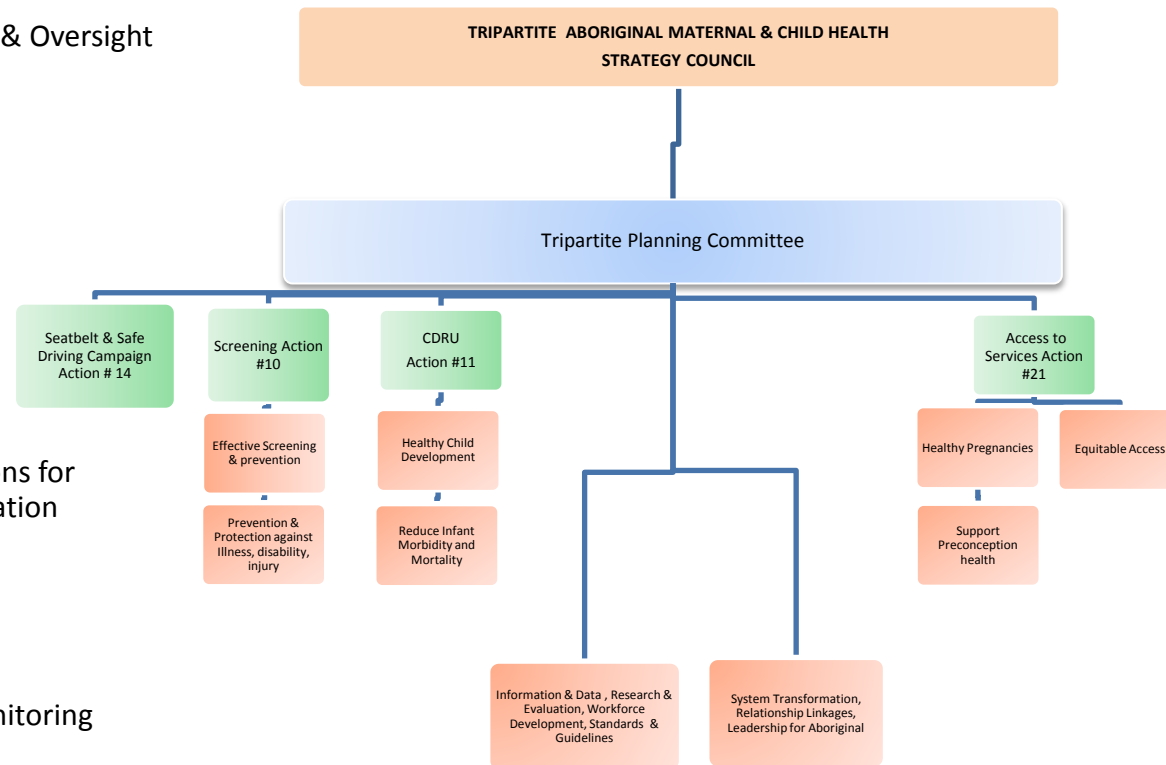 & Oversight
TRIPARTITE ABORIGINAL MATERNAL & CHILD HEALTH
STRATEGY COUNCIL
Tripartite Planning Committee
Seatbelt & Safe
Driving Campaign
Action # 14
Screening Action
#10
CDRU
Action #11
Access to
Services Action
#21
Effective Screening
& prevention
Healthy Child
Development
Healthy Pregnancies
Equitable Access
ns for
ation
Prevention &
Protection against
Illness, disability,
injury
Reduce Infant
Morbidity and
Mortality
Support
Preconception
health
nitoring
Information & Data , Research &
Evaluation, Workforce
Development, Standards &
Guidelines
System Transformation,
Relationship Linkages,
Leadership for Aboriginal